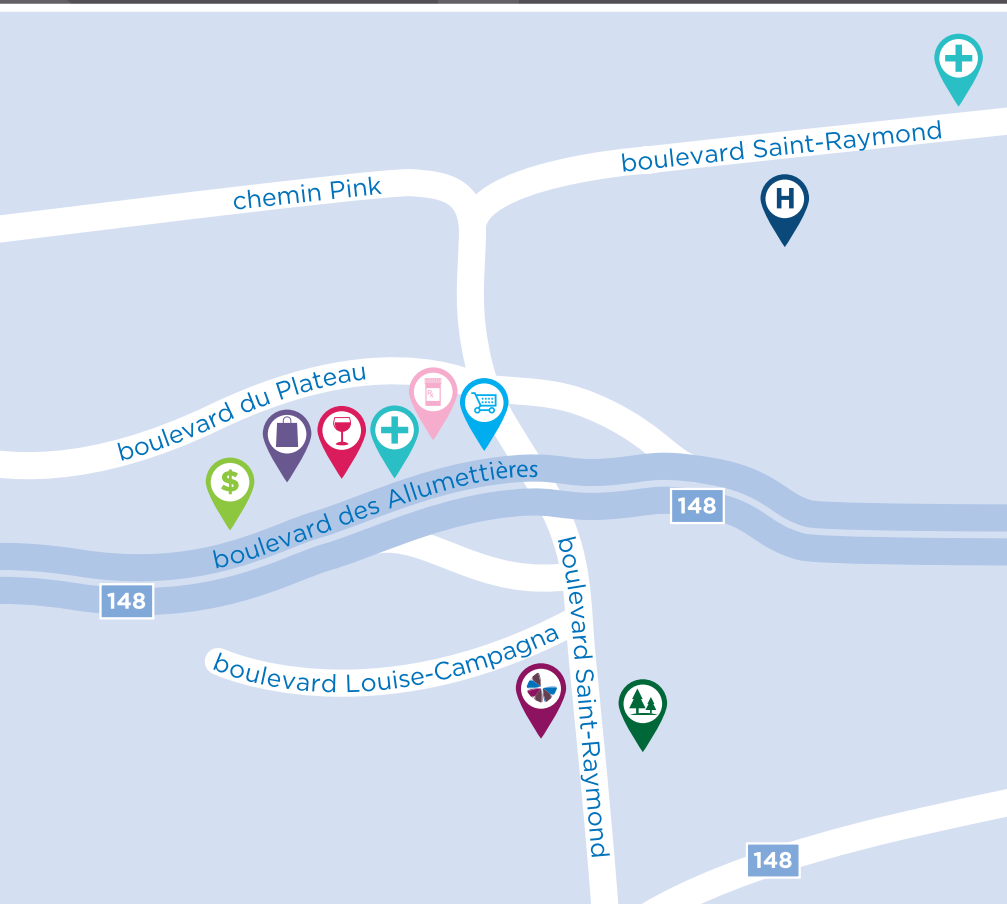 boulevard Saint-Raymond
chemin Pink
H
boulevard du Plateau
Rx
$
boulevard des Allumettières
148
148
boulevard Saint-Raymond
boulevard Louise-Campagna
148